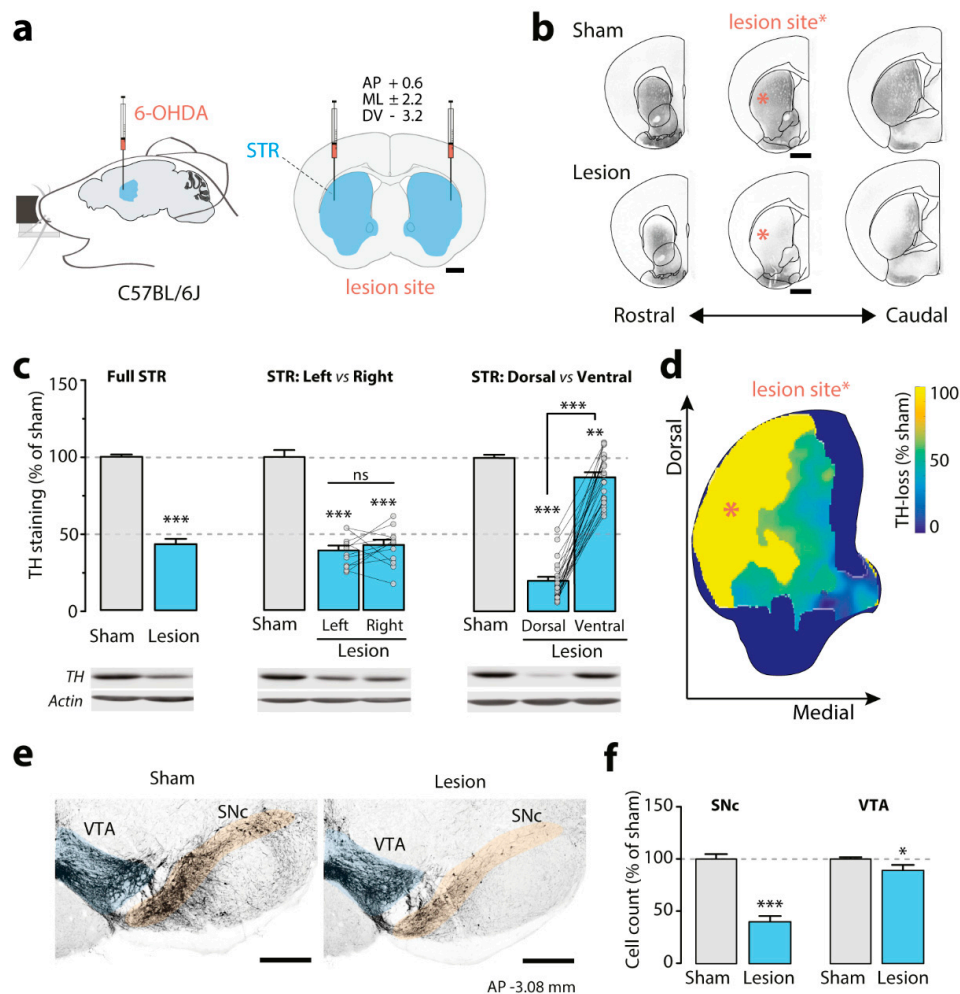 a
6-OHDA
C57BL/6J
AP + 0.6
ML ± 2.2
DV - 3.2
STR
lesion site
b
Sham
lesion site*
*
Lesion
*
Rostral
Caudal
c
Full STR
STR: Left vs Right
STR: Dorsal vs Ventral
TH staining (% of sham)
150
100
50
0
***
Sham
Lesion
ns
***
***
Sham
Left
Right
Lesion
***
**
***
Sham
Dorsal
Ventral
Lesion
TH
Actin
d
lesion site*
*
Dorsal
Medial
TH-loss (% sham)
100
50
0
e
Sham
Lesion
VTA
SNc
VTA
SNc
AP -3.08 mm
f
SNc
VTA
Cell count (% of sham)
150
100
50
0
***
*
Sham Lesion
Sham Lesion